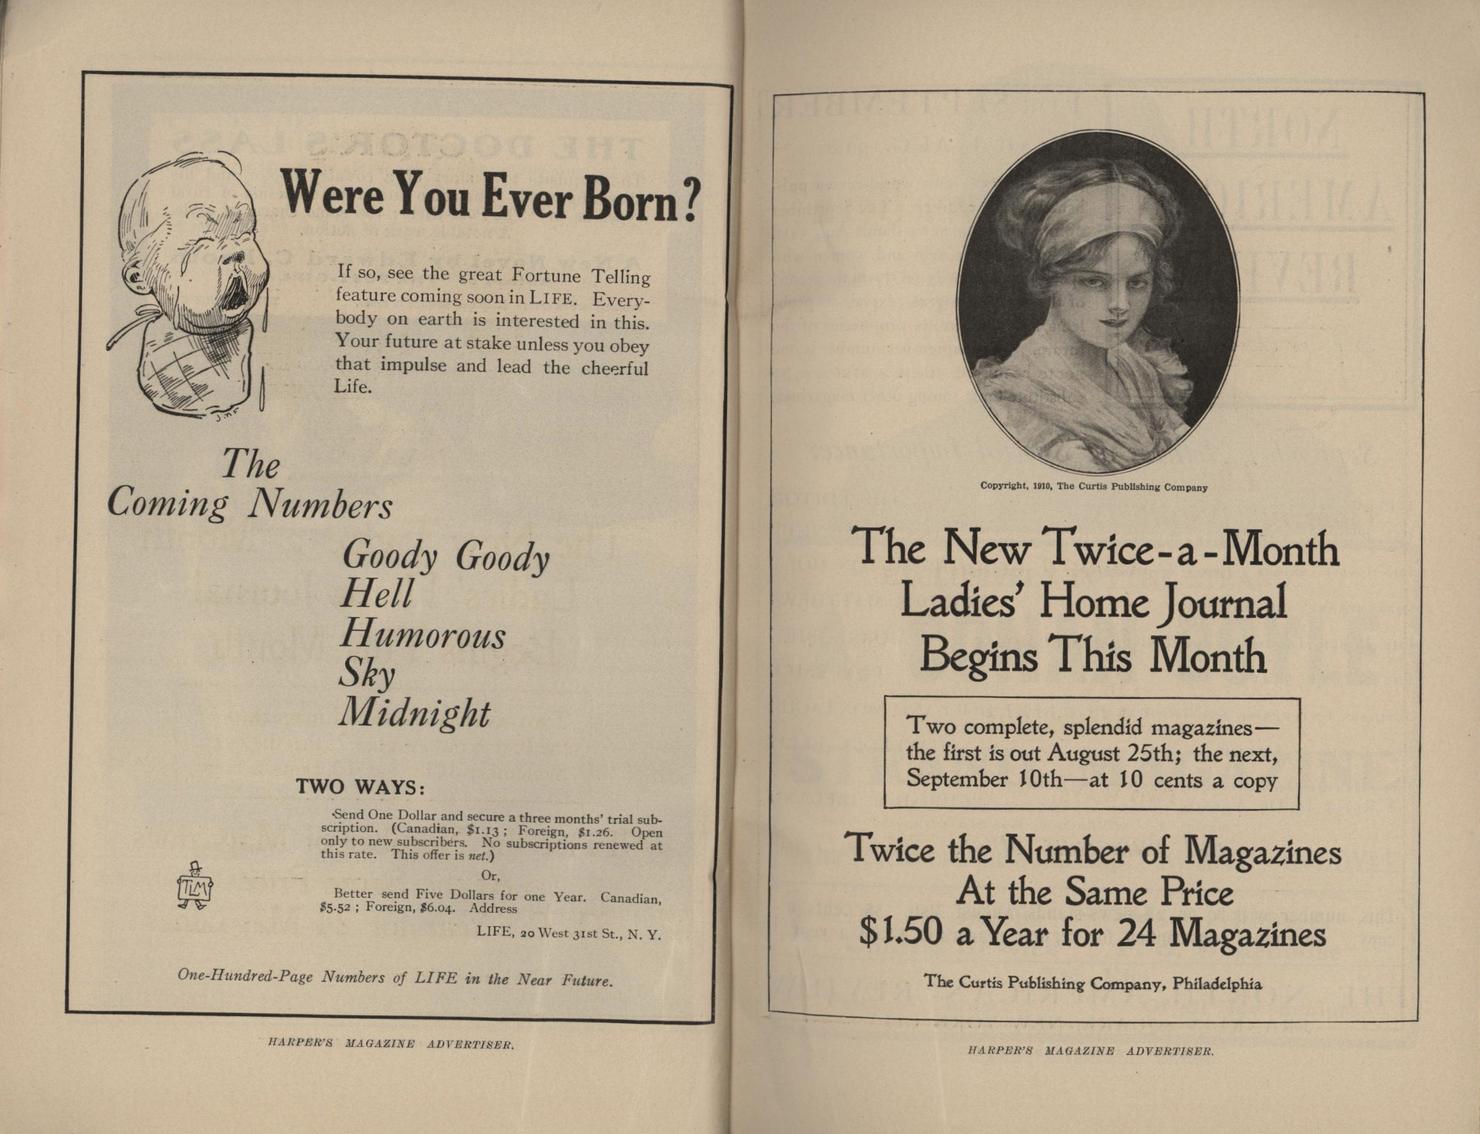 Were You Ever Born?
If so, see the great Fortune Telling
feature coming soon in LIFE. Every-
body on earth is interested in this.
Your future at stake unless you obey
that impulse and lead the cheerful
Life.
J.M.F
The
Coming Numbers
Goody Goody
Hell
Humorous
Sky
Midnight
TWO WAYS:
Send One Dollar and secure a three months' trial sub-
scription. (Canadian, $1.13; Foreign, $1.26. Open
only to new subscribers. No subscriptions renewed at
this rate. This offer is net.)
Or,
Better send Five Dollars for one Year. Canadian,
$5.52; Foreign, $6.04. Address
LIFE, 20 West 31st St., N. Y.
TLM
One-Hundred-Page Numbers of LIFE in the Near Future.
HARPER'S MAGAZINE ADVERTISER.
Copyright, 1910, The Curtis Publishing Company
The New Twice-a-Month
Ladies' Home Journal
Begins This Month
Two complete, splendid magazines—
the first is out August 25th; the next,
September 10th—at 10 cents a copy
Twice the Number of Magazines
At the Same Price
$1.50 a Year for 24 Magazines
The Curtis Publishing Company, Philadelphia
HARPER'S MAGAZINE ADVERTISER.